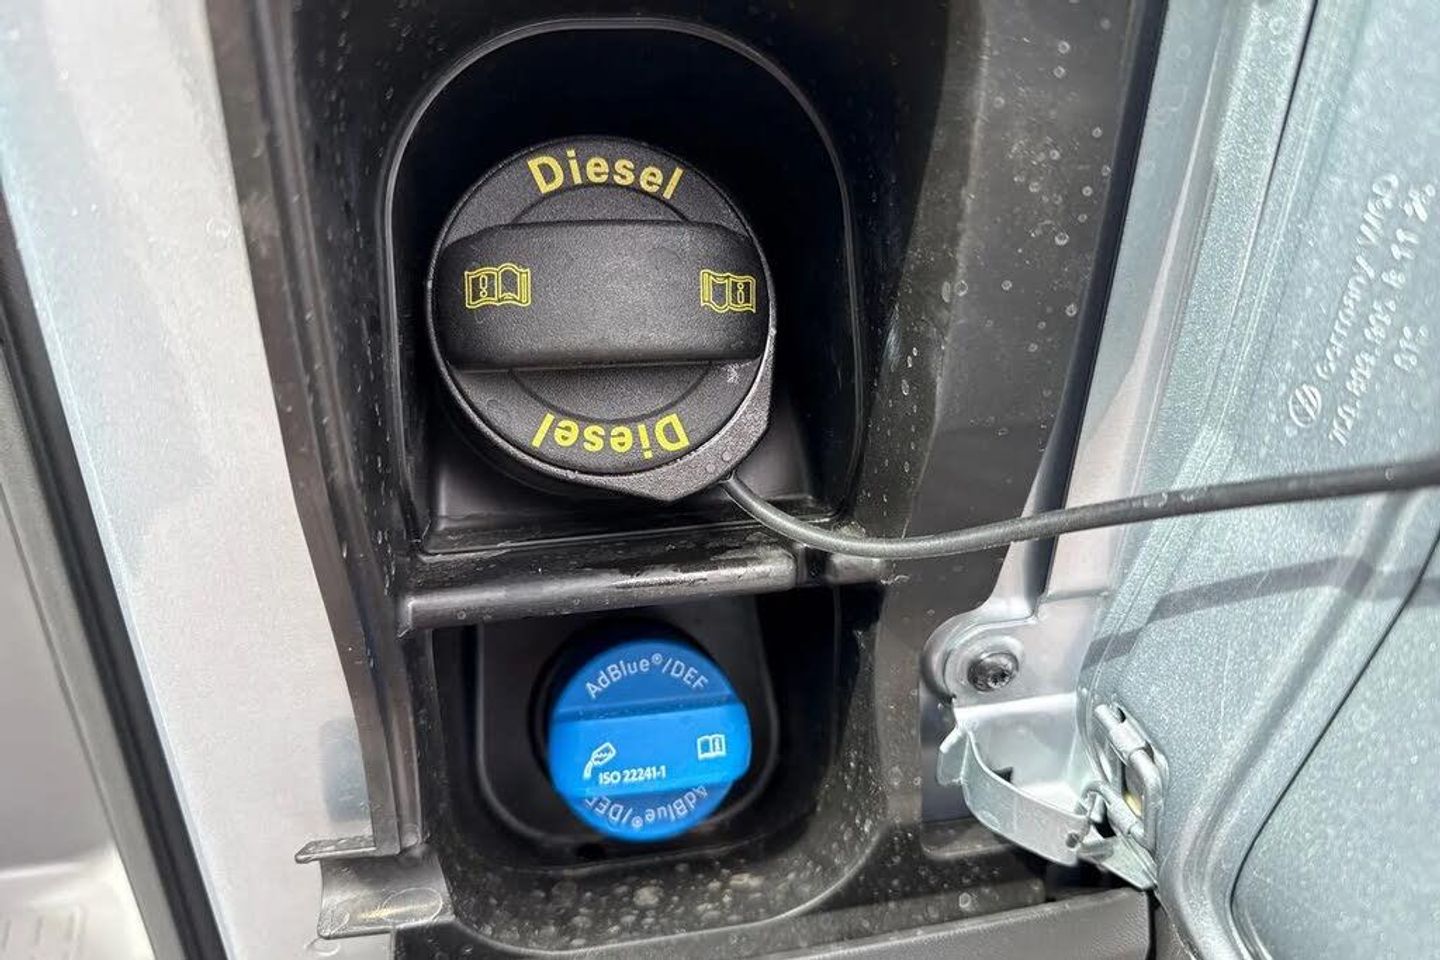 Diesel
Diesel
AdBlue®/DEF
ISO 22241-1
AdBlue®/DEF